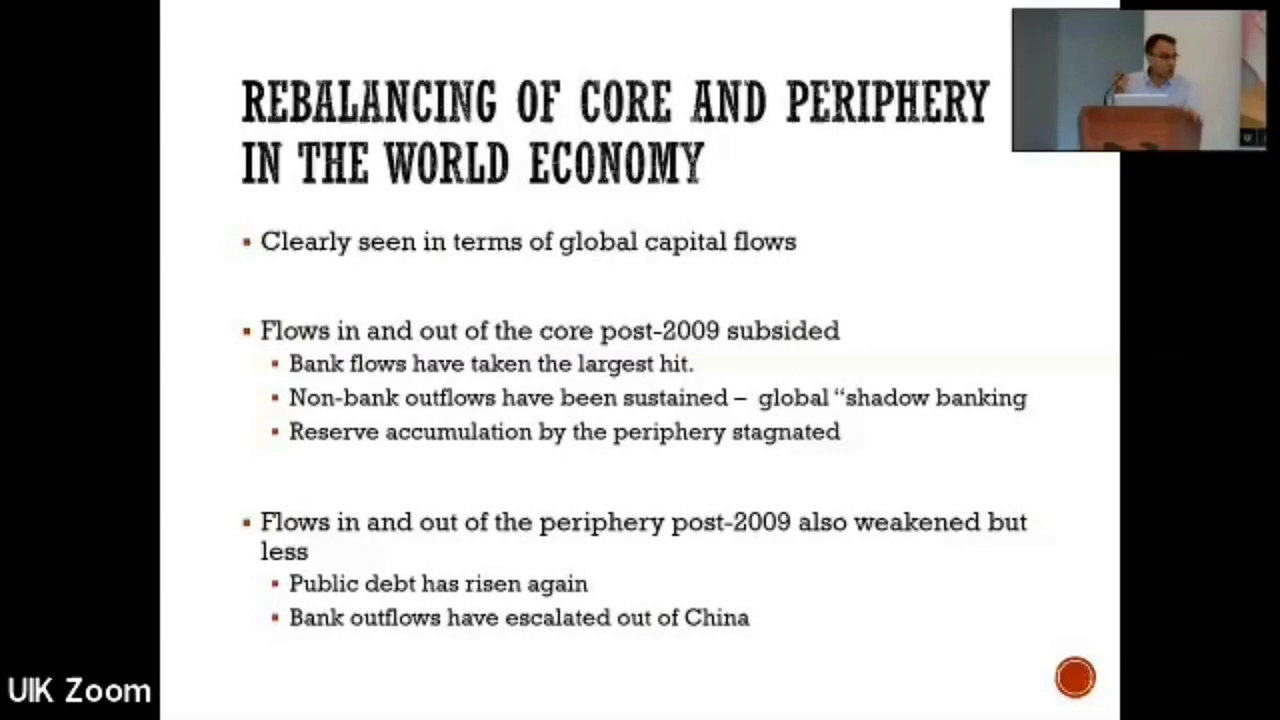 REBALANCING OF CORE AND PERIPHERY
IN THE WORLD ECONOMY
▪ Clearly seen in terms of global capital flows
▪ Flows in and out of the core post-2009 subsided
▪ Bank flows have taken the largest hit.
▪ Non-bank outflows have been sustained – global “shadow banking
▪ Reserve accumulation by the periphery stagnated
▪ Flows in and out of the periphery post-2009 also weakened but
less
▪ Public debt has risen again
▪ Bank outflows have escalated out of China
UIK Zoom